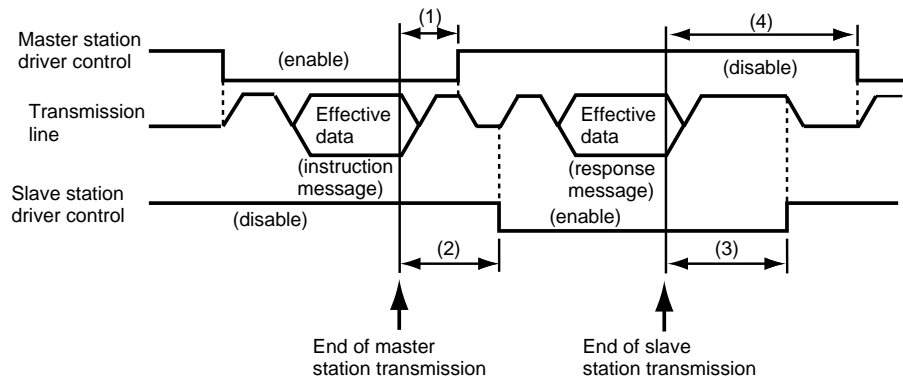 (1)
(4)
Master station
driver control
(enable)
(disable)
Transmission
line
Effective
data
Effective
data
(instruction
message)
(response
message)
Slave station
driver control
(disable)
(enable)
(2)
(3)
End of master
station transmission
End of slave
station transmission